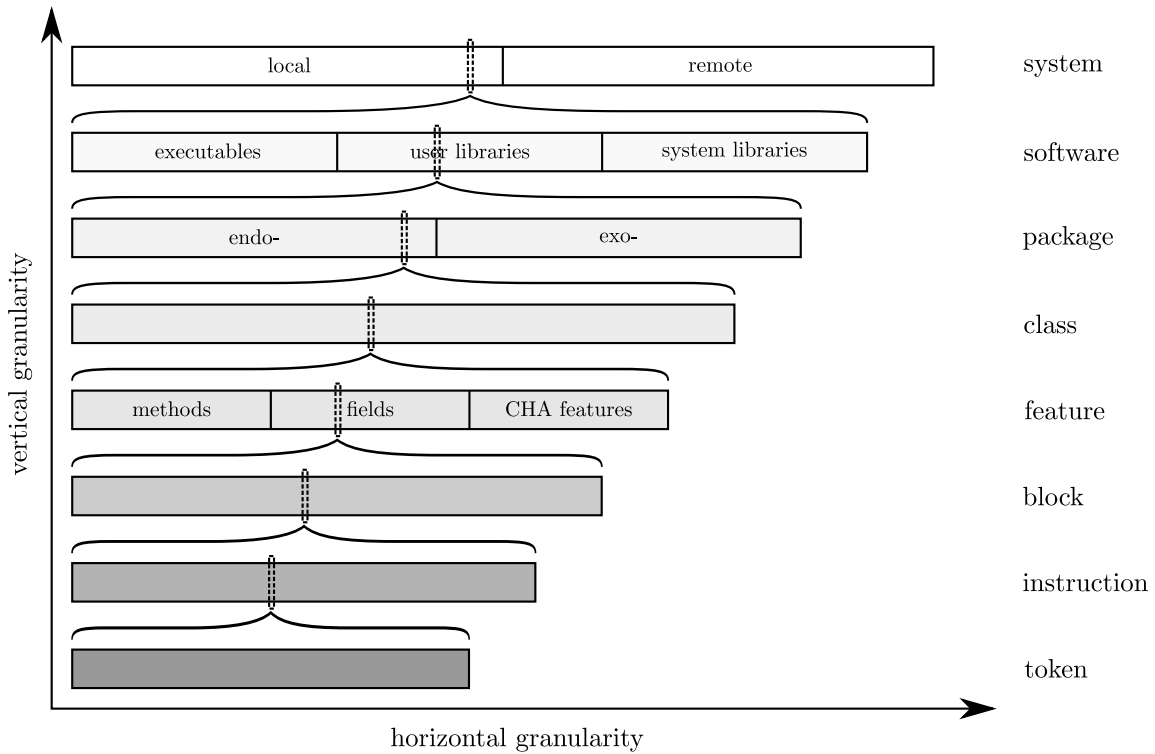 local remote system
executables user libraries system libraries software
endo- exo- package
class
methods fields CHA features feature
block
instruction
token
vertical granularity
horizontal granularity